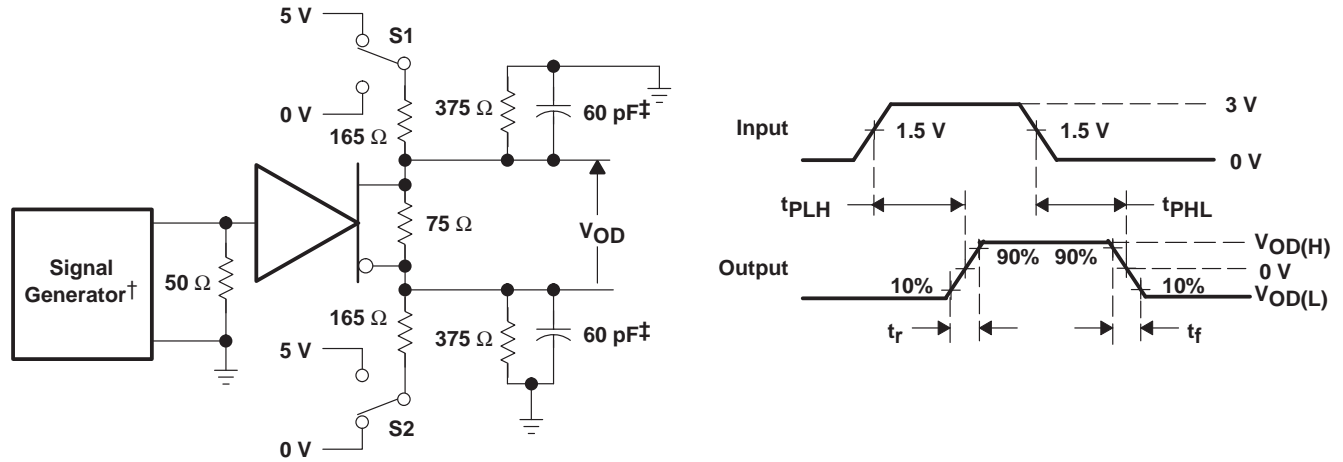 5 V
S1
0 V
165 Ω
375 Ω
60 pF‡
Signal
Generator†
50 Ω
75 Ω
VOD
165 Ω
375 Ω
60 pF‡
5 V
0 V
S2
Input
1.5 V
1.5 V
3 V
0 V
tPLH
tPHL
Output
10%
90%
90%
10%
VOD(H)
0 V
VOD(L)
tr
tf